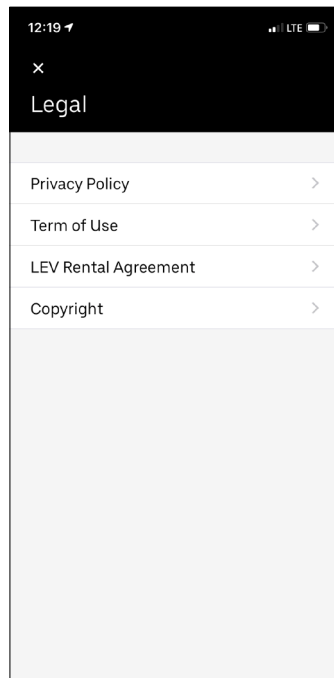 12:19 LTE
Legal
Privacy Policy
Term of Use
LEV Rental Agreement
Copyright